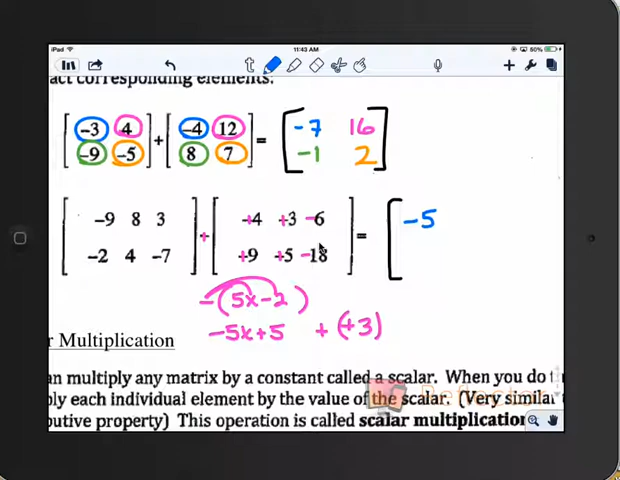 iPad 11:43 AM 50%
act corresponding elements.
[ -3 4 ] + [ -4 12 ] = [ -7 16 ]
[ -9 -5 ] [ 8 7 ] [ -1 2 ]
[ -9 8 3 ] + [ +4 +3 -6 ] = [ -5
[ -2 4 -7 ] [ +9 +5 -18 ]
-(5x-2)
-5x+5 + (+3)
r Multiplication
an multiply any matrix by a constant called a scalar. When you do t
ply each individual element by the value of the scalar. (Very similar
butive property) This operation is called scalar multiplication